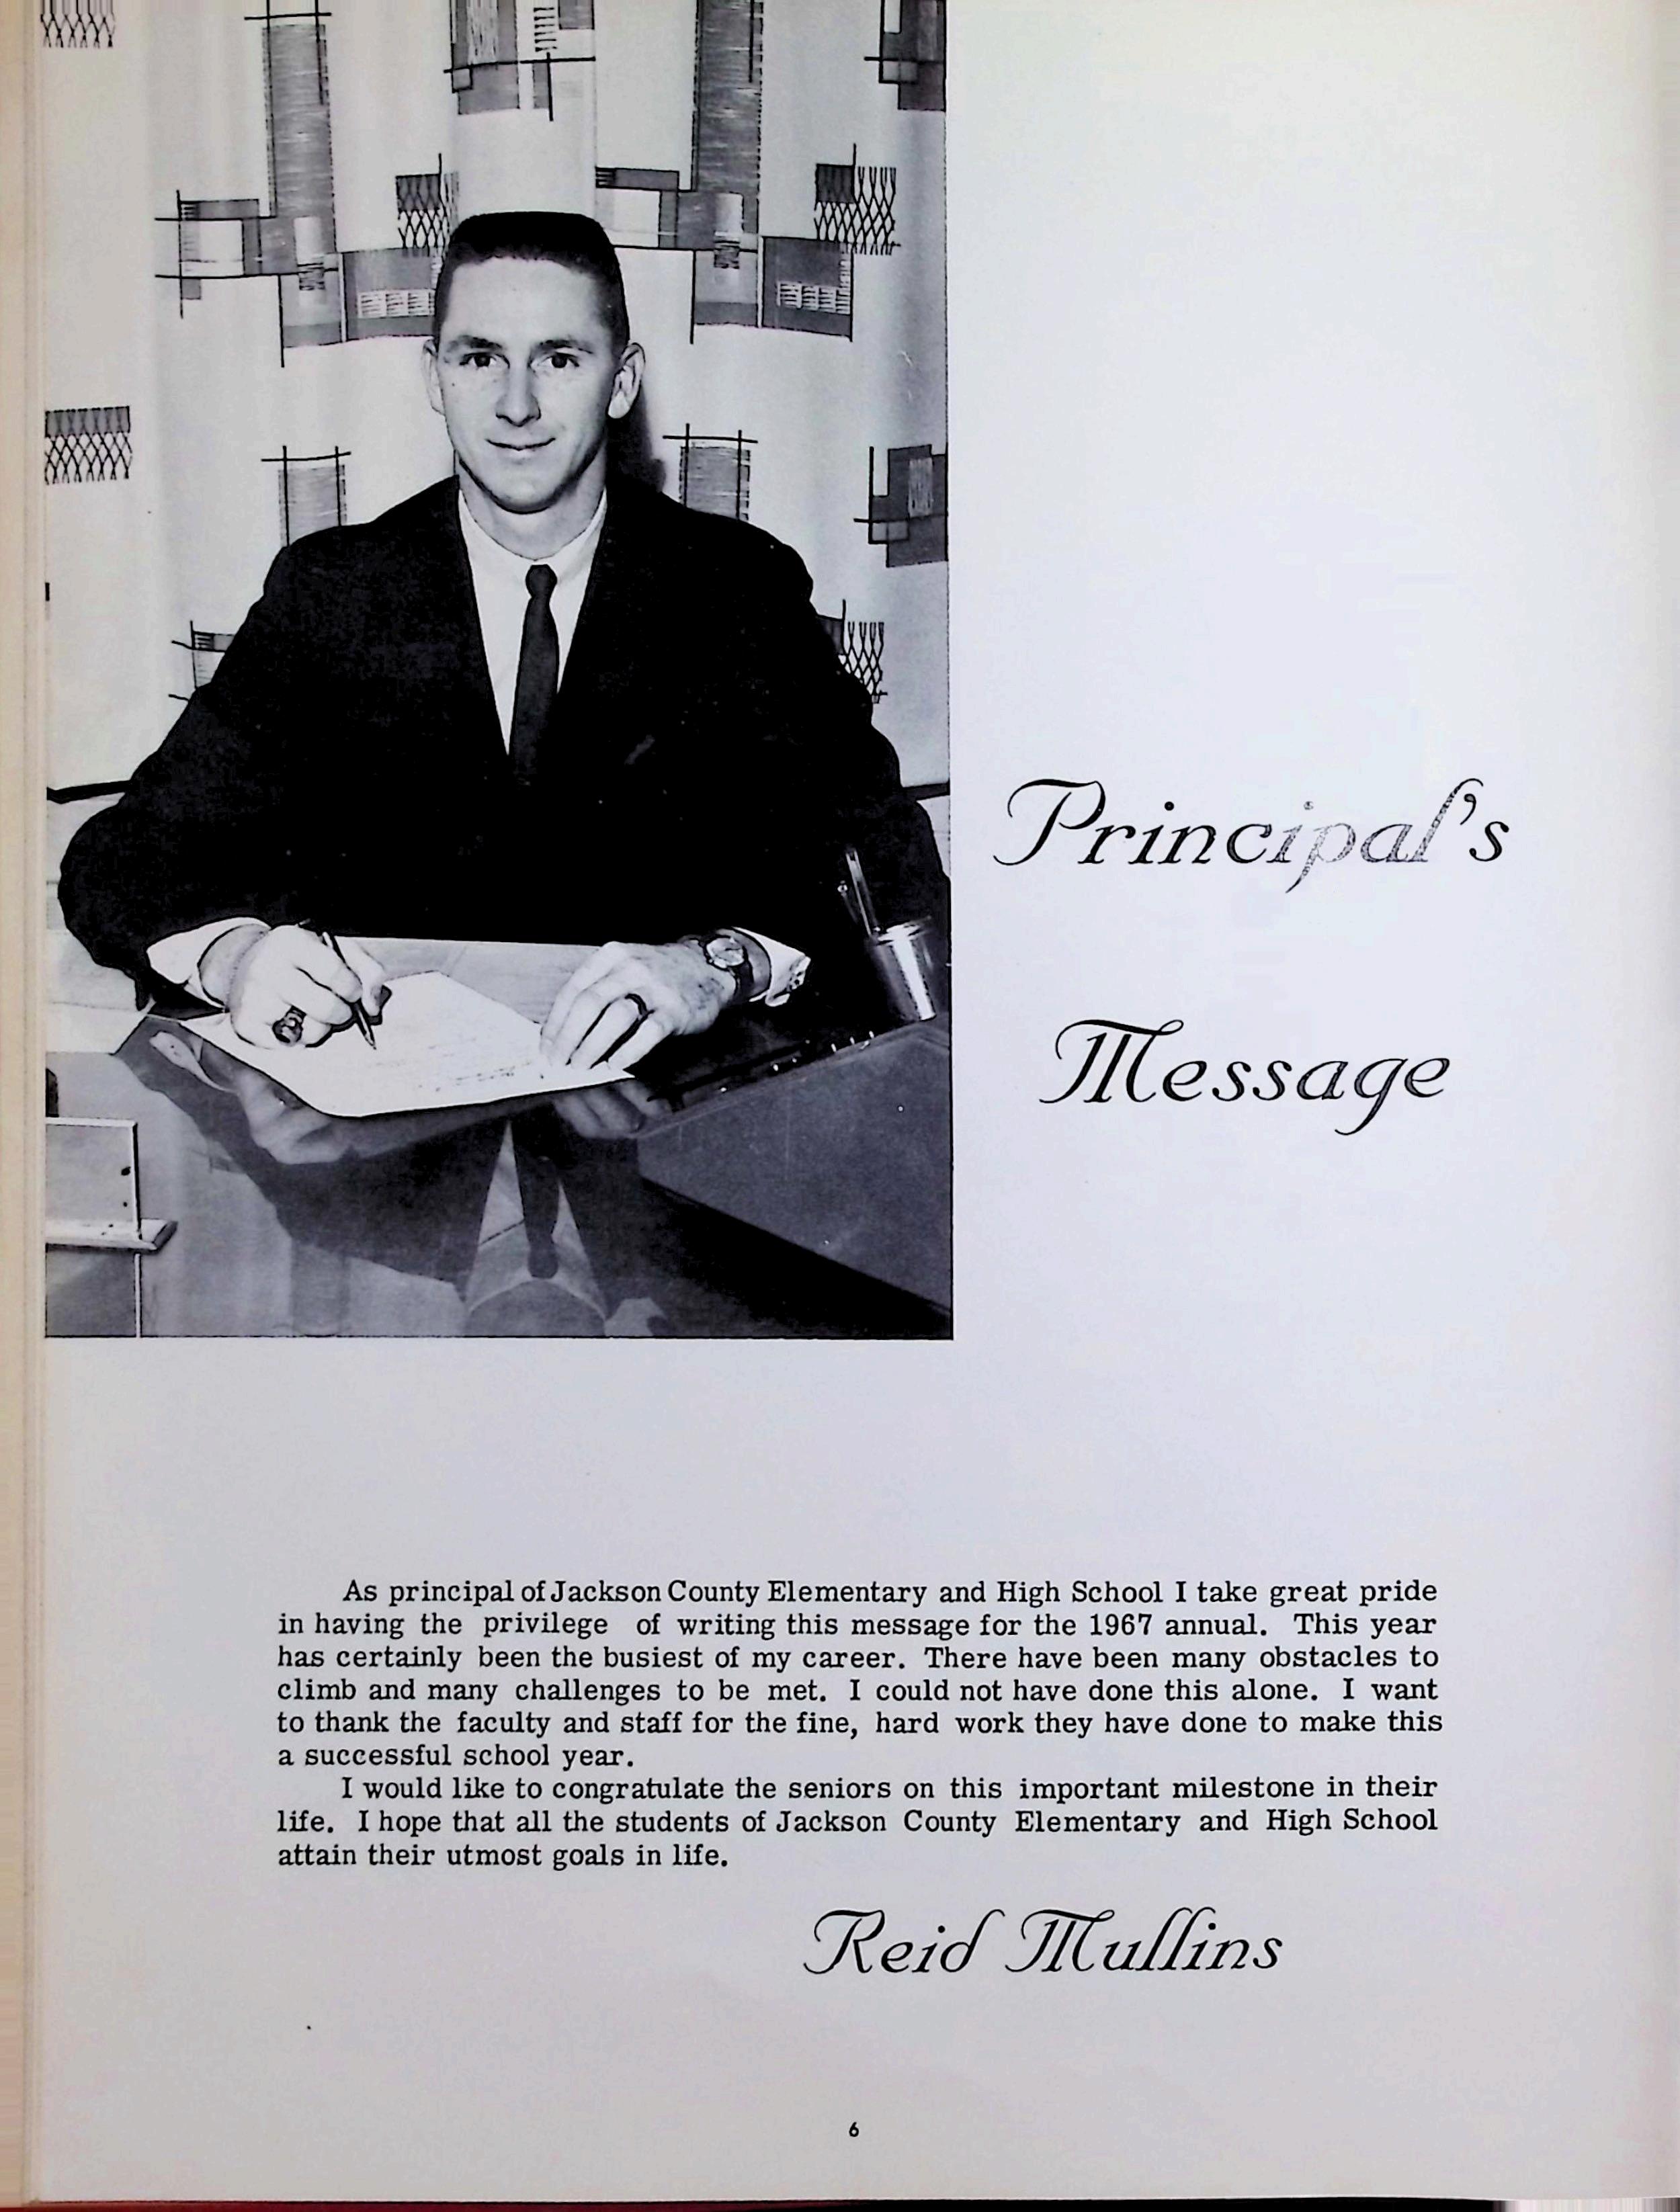 Principal's
Message
As principal of Jackson County Elementary and High School I take great pride
in having the privilege of writing this message for the 1967 annual. This year
has certainly been the busiest of my career. There have been many obstacles to
climb and many challenges to be met. I could not have done this alone. I want
to thank the faculty and staff for the fine, hard work they have done to make this
a successful school year.
I would like to congratulate the seniors on this important milestone in their
life. I hope that all the students of Jackson County Elementary and High School
attain their utmost goals in life.
Reid Mullins
6